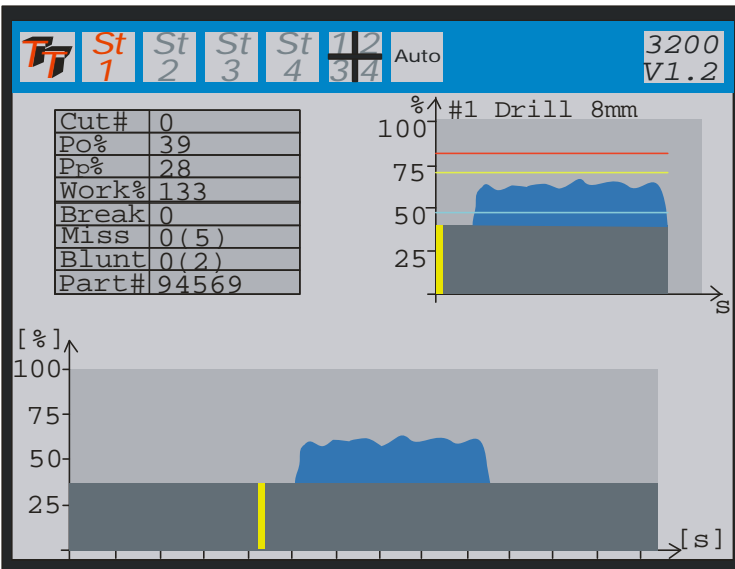 TT St 1 St 2 St 3 St 4 1 2 3 4 Auto 3200 V1.2
Cut# 0
Po% 39
Pp% 28
Work% 133
Break 0
Miss 0(5)
Blunt 0(2)
Part# 94569
% #1 Drill 8mm
100
75
50
25
s
[%]
100
75
50
25
[s]